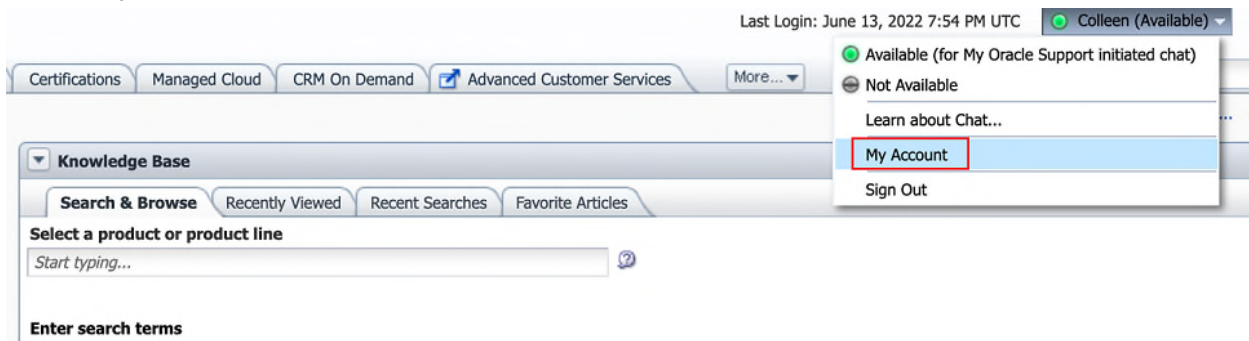 Last Login: June 13, 2022 7:54 PM UTC Colleen (Available)
Available (for My Oracle Support initiated chat)
Certifications Managed Cloud CRM On Demand Advanced Customer Services More...
Not Available
Learn about Chat... ...
Knowledge Base
My Account
Search & Browse Recently Viewed Recent Searches Favorite Articles
Sign Out
Select a product or product line
Start typing...
Enter search terms